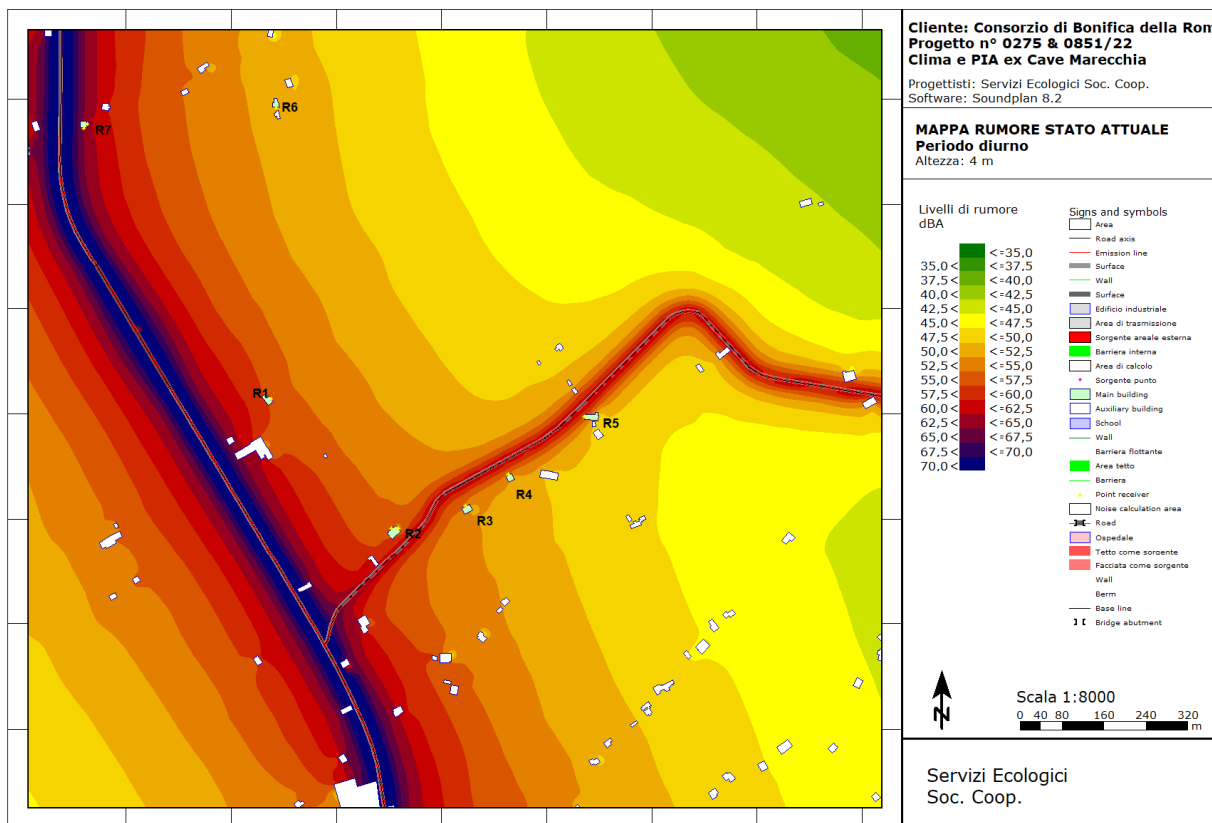 Cliente: Consorzio di Bonifica della Rom
Progetto n° 0275 & 0851/22
Clima e PIA ex Cave Marecchia
Progettisti: Servizi Ecologici Soc. Coop.
Software: Soundplan 8.2
MAPPA RUMORE STATO ATTUALE
Periodo diurno
Altezza: 4 m
Livelli di rumore
dBA
<=35,0
35,0< <=37,5
37,5< <=40,0
40,0< <=42,5
42,5< <=45,0
45,0< <=47,5
47,5< <=50,0
50,0< <=52,5
52,5< <=55,0
55,0< <=57,5
57,5< <=60,0
60,0< <=62,5
62,5< <=65,0
65,0< <=67,5
67,5< <=70,0
70,0<
Signs and symbols
Area
Road axis
Emission line
Surface
Wall
Surface
Edificio industriale
Area di trasmissione
Sorgente areale esterna
Barriera interna
Area di calcolo
Sorgente punto
Main building
Auxiliary building
School
Wall
Barriera flottante
Area tetto
Barriera
Point receiver
Noise calculation area
Road
Ospedale
Tetto come sorgente
Facciata come sorgente
Wall
Berm
Base line
Bridge abutment
N
Scala 1:8000
0 40 80 160 240 320
m
Servizi Ecologici
Soc. Coop.
R6
R7
R1
R5
R4
R3
R2